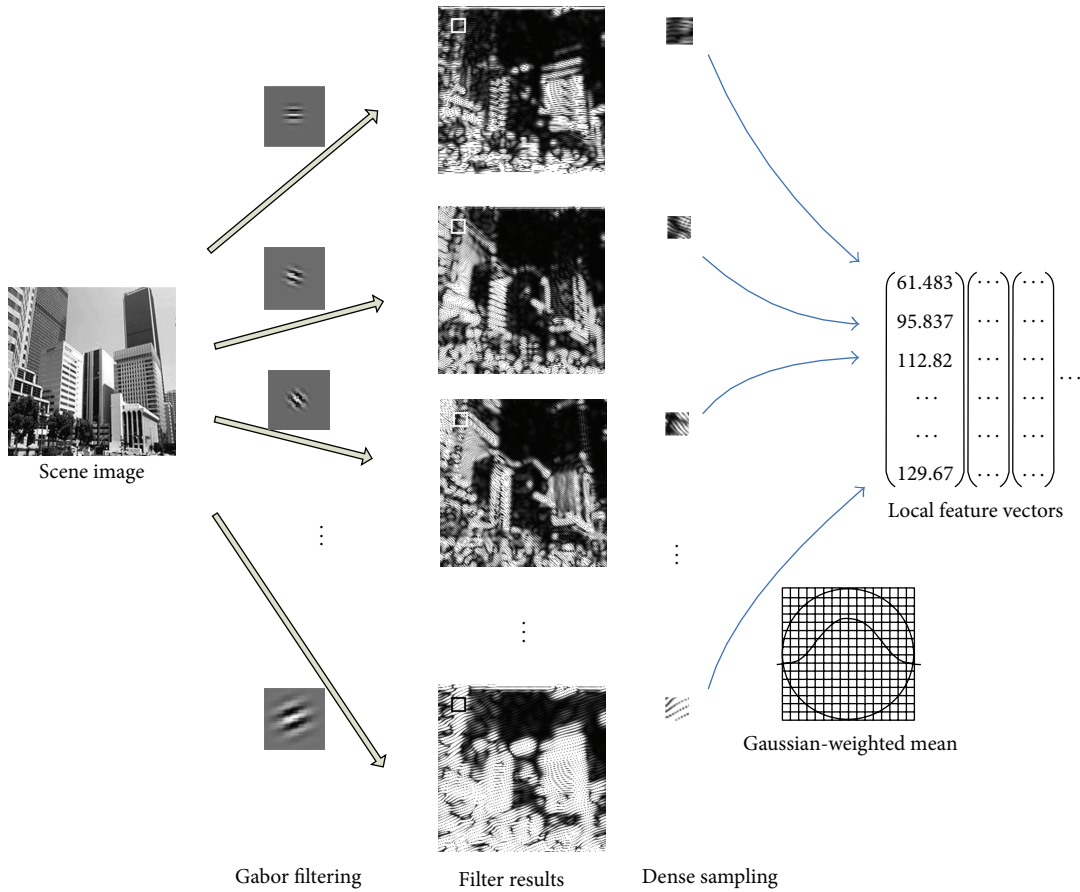 Scene image
61.483 ... ...
95.837 ... ...
112.82 ... ...
... ... ... ...
... ... ...
129.67 ... ...
Local feature vectors
Gaussian-weighted mean
Gabor filtering
Filter results
Dense sampling